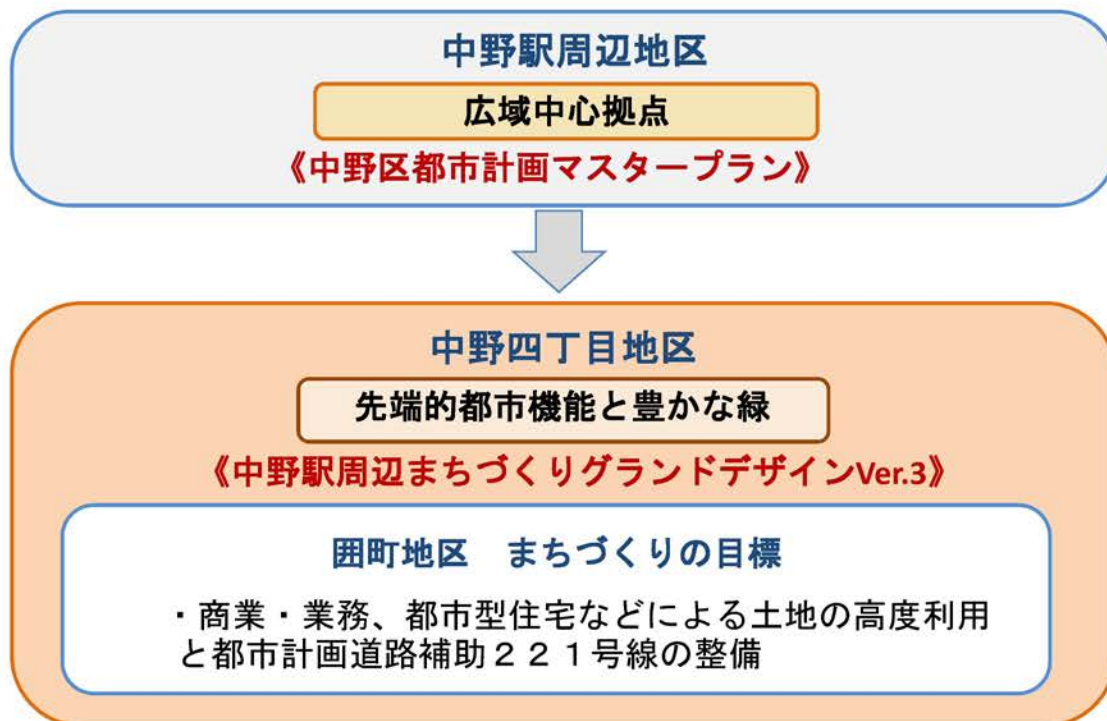 中野駅周辺地区
広域中心拠点
《中野区都市計画マスタープラン》
中野四丁目地区
先端的都市機能と豊かな緑
《中野駅周辺まちづくりグランドデザインVer.3》
囲町地区　まちづくりの目標
・商業・業務、都市型住宅などによる土地の高度利用
と都市計画道路補助２２１号線の整備